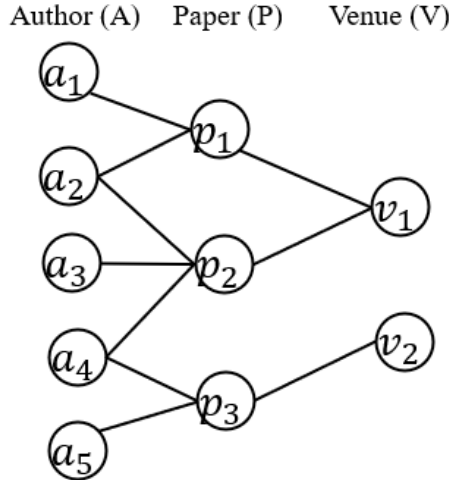 Author (A) Paper (P) Venue (V)
a₁
p₁
a₂
v₁
a₃
p₂
v₂
a₄
p₃
a₅